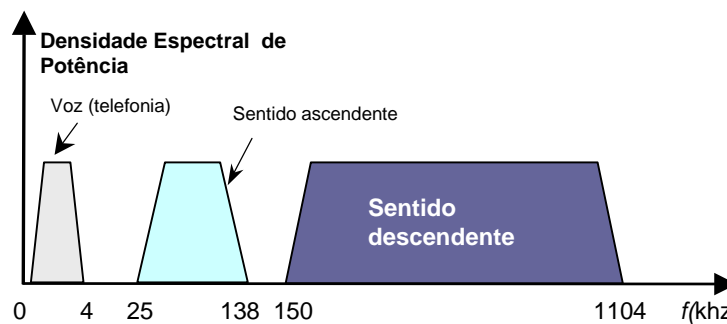 Densidade Espectral de
Potência
Voz (telefonia)
Sentido ascendente
Sentido
descendente
0 4 25 138 150 1104 f(khz